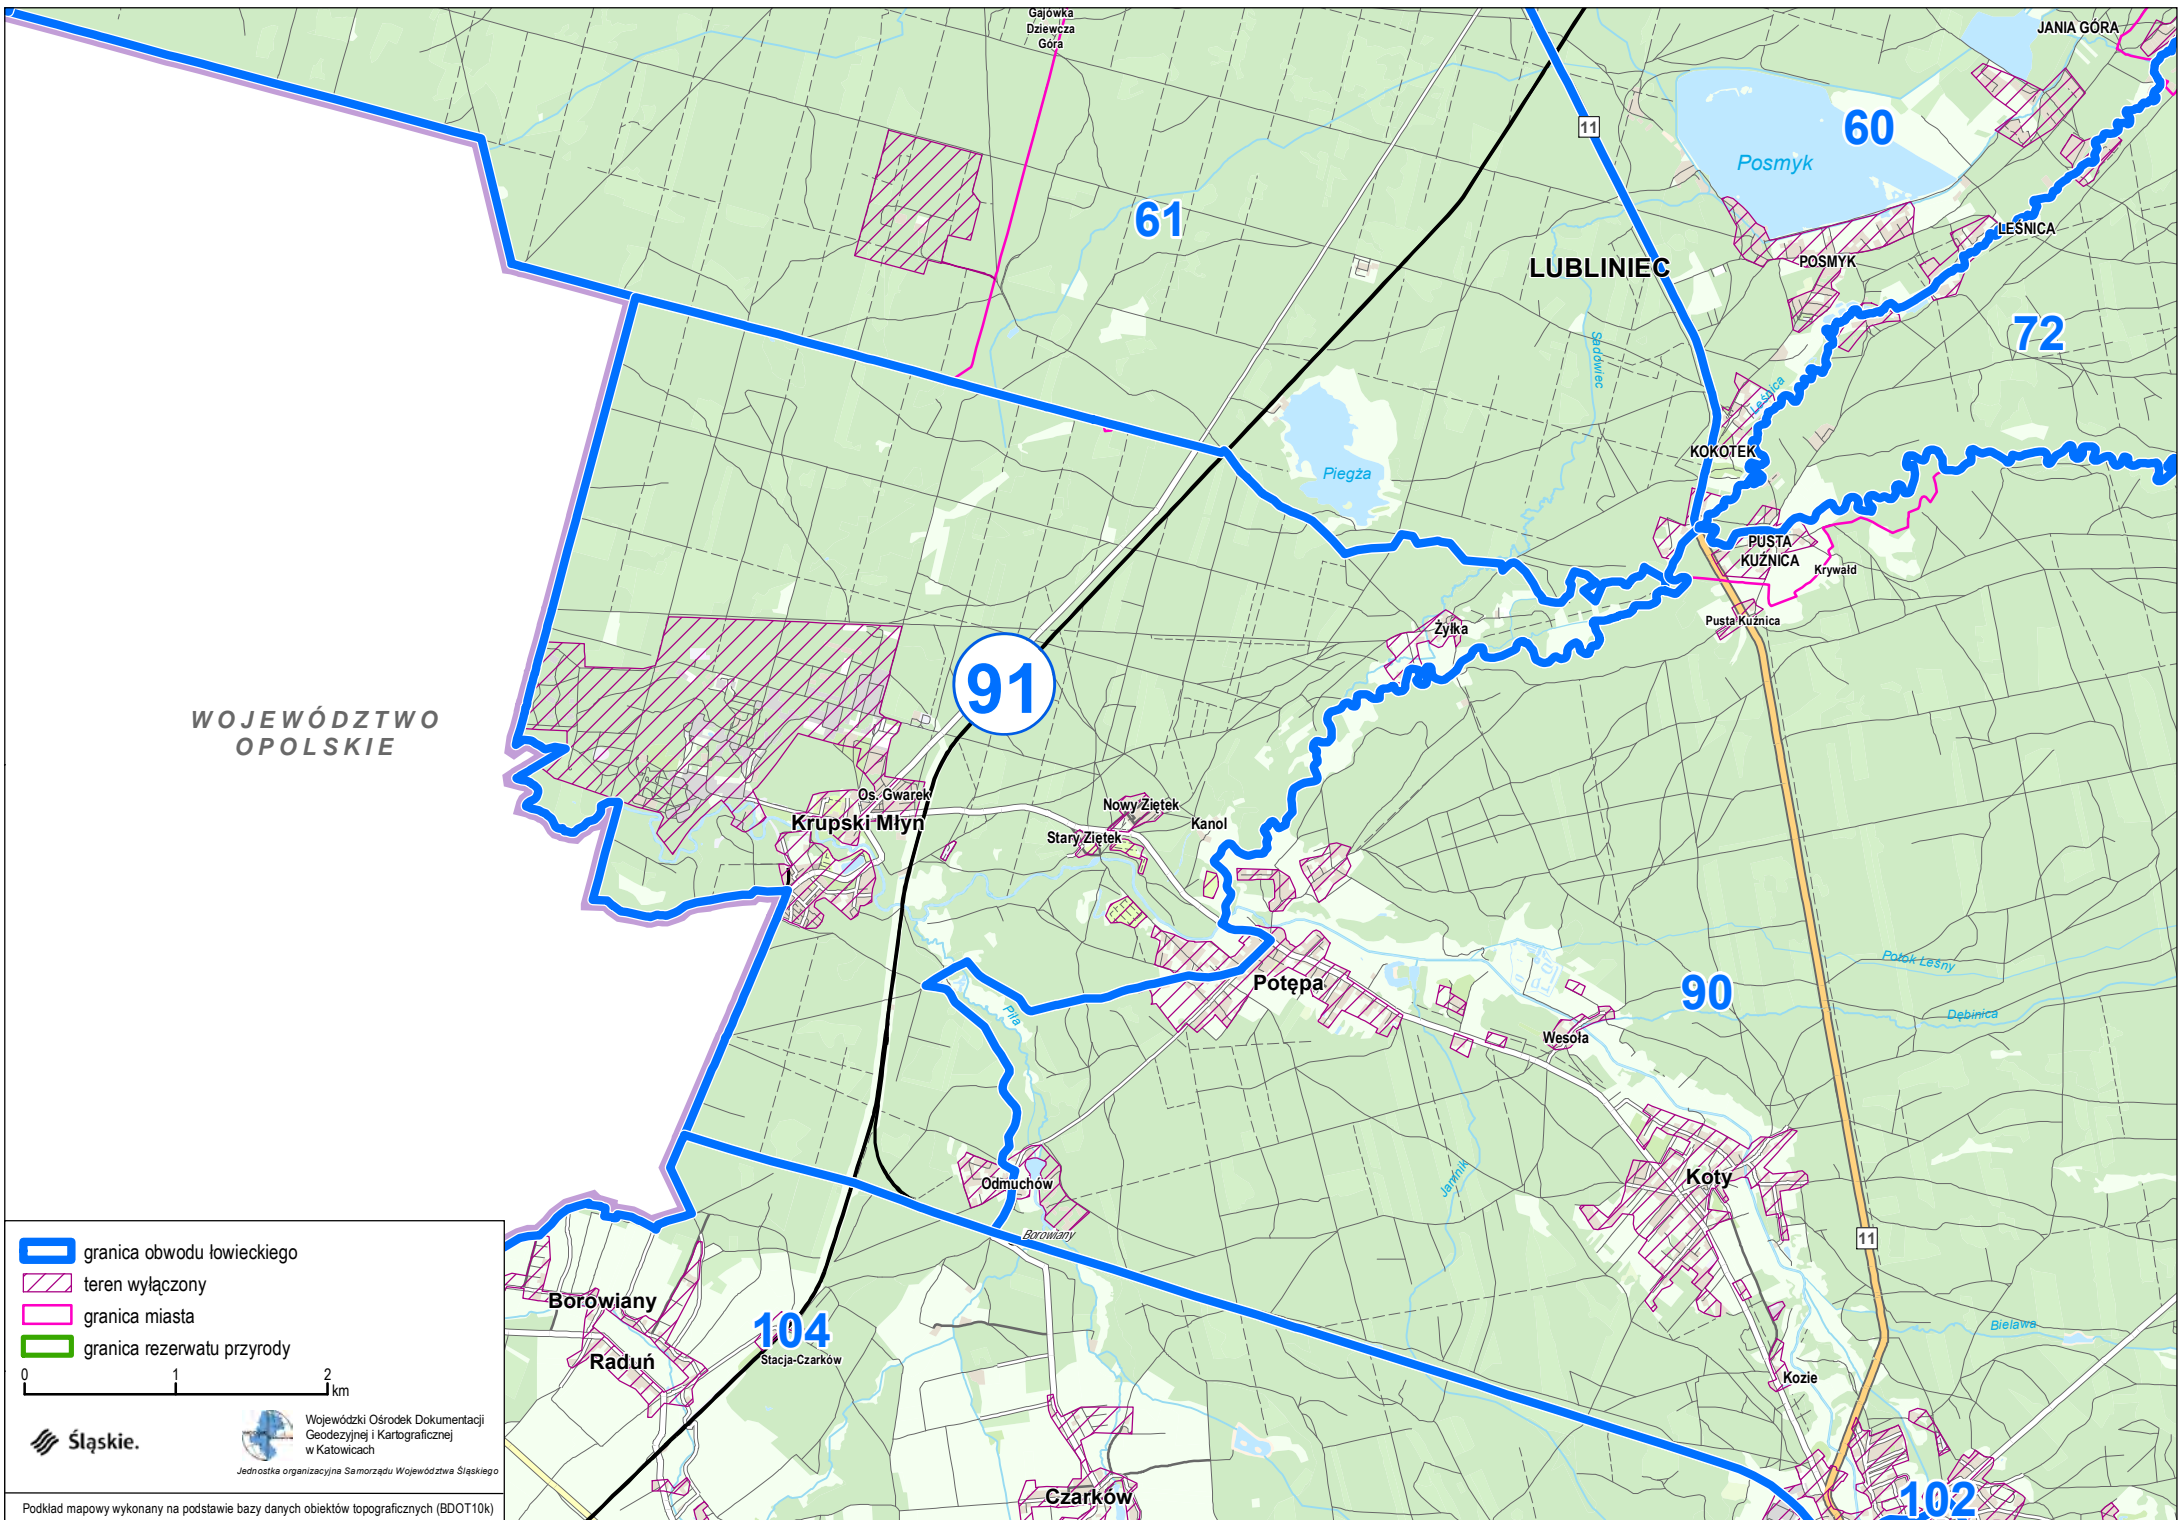 Gajówka
Dziewcza
Góra
JANIA GÓRA
60
11
Posmyk
61
LEŚNICA
LUBLINIEC
POSMYK
72
Sadowiec
Leśnica
KOKOTEK
Piegża
PUSTA
KUŹNICA
Krywałd
Pusta Kuźnica
Żyłka
91
WOJEWÓDZTWO
OPOLSKIE
Os. Gwarek
Krupski Młyn
Nowy Ziętek
Stary Ziętek
Kanol
Potępa
90
Potok Leśny
Dębinica
Piła
Wesoła
Koty
Jamnik
Odmuchów
Borowiany
11
granica obwodu łowieckiego
teren wyłączony
granica miasta
granica rezerwatu przyrody
0 1 2 km
Borowiany
Raduń
104
Stacja-Czarków
Bielawa
Kozie
Czarków
102
Śląskie.
Wojewódzki Ośrodek Dokumentacji
Geodezyjnej i Kartograficznej
w Katowicach
Jednostka organizacyjna Samorządu Województwa Śląskiego
Podkład mapowy wykonany na podstawie bazy danych obiektów topograficznych (BDOT10k)